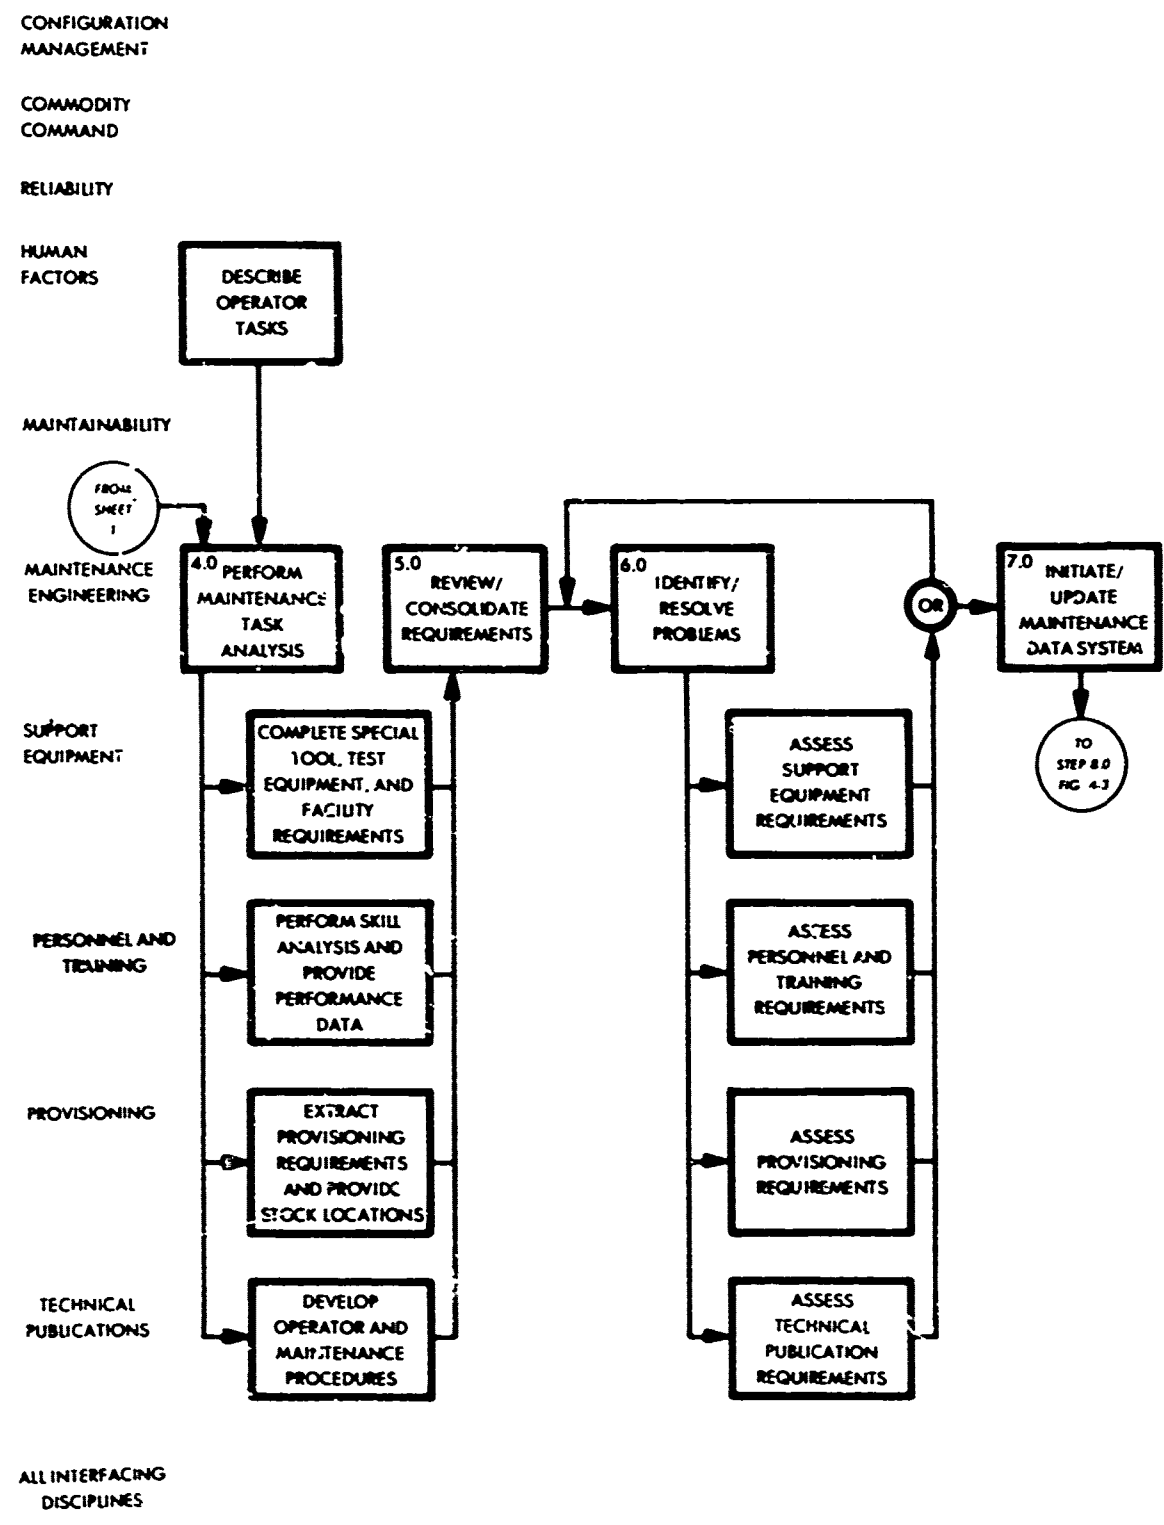 CONFIGURATION
MANAGEMENT
COMMODITY
COMMAND
RELIABILITY
HUMAN
FACTORS
DESCRIBE
OPERATOR
TASKS
MAINTAINABILITY
FROM
SHEET
1
MAINTENANCE
ENGINEERING
4.0 PERFORM
MAINTENANCE
TASK
ANALYSIS
5.0
REVIEW/
CONSOLIDATE
REQUIREMENTS
6.0
IDENTIFY/
RESOLVE
PROBLEMS
OR
7.0
INITIATE/
UPDATE
MAINTENANCE
DATA SYSTEM
TO
STEP 8.0
FIG 4-3
SUPPORT
EQUIPMENT
COMPLETE SPECIAL
TOOL, TEST
EQUIPMENT, AND
FACILITY
REQUIREMENTS
ASSESS
SUPPORT
EQUIPMENT
REQUIREMENTS
PERSONNEL AND
TRAINING
PERFORM SKILL
ANALYSIS AND
PROVIDE
PERFORMANCE
DATA
ASSESS
PERSONNEL AND
TRAINING
REQUIREMENTS
PROVISIONING
EXTRACT
PROVISIONING
REQUIREMENTS
AND PROVIDE
STOCK LOCATIONS
ASSESS
PROVISIONING
REQUIREMENTS
TECHNICAL
PUBLICATIONS
DEVELOP
OPERATOR AND
MAINTENANCE
PROCEDURES
ASSESS
TECHNICAL
PUBLICATION
REQUIREMENTS
ALL INTERFACING
DISCIPLINES